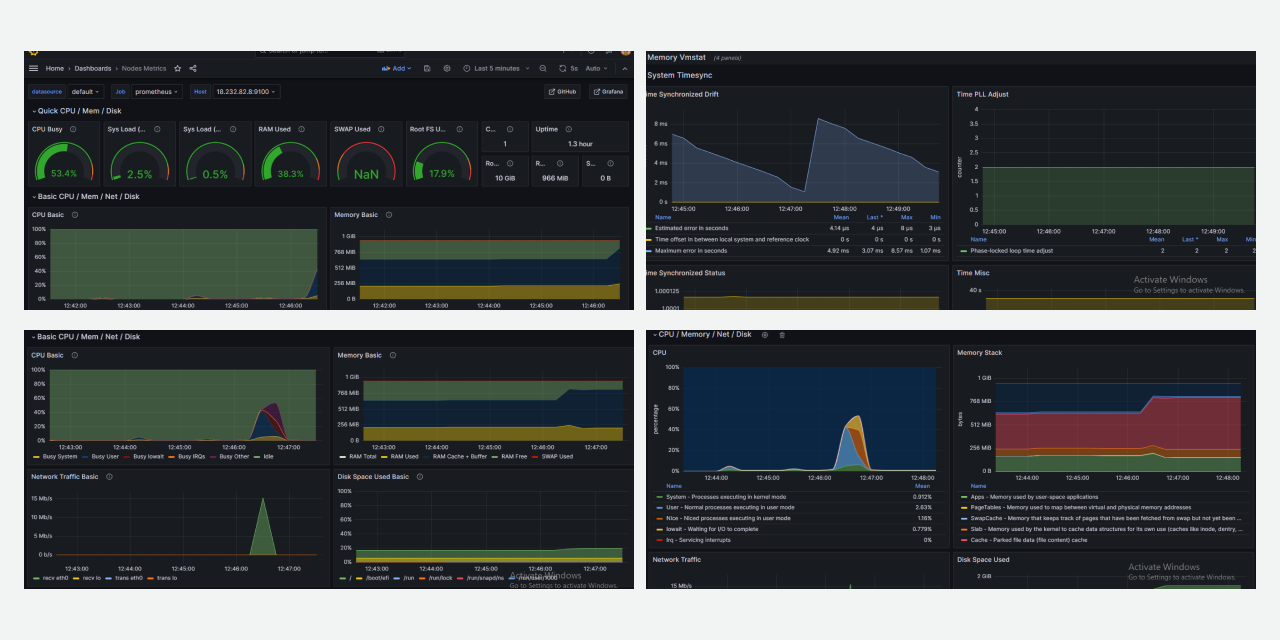 Home › Dashboards › Nodes Metrics
Add
Last 5 minutes
5s
Auto
datasource default Job prometheus Host 18.232.82.8:9100
GitHub Grafana
Quick CPU / Mem / Disk
CPU Busy Sys Load (... Sys Load (... RAM Used SWAP Used Root FS U... C... Uptime
53.4% 2.5% 0.5% 38.3% NaN 17.9% 1 1.3 hour
Ro... R... S...
10 GiB 966 MiB 0 B
Basic CPU / Mem / Net / Disk
CPU Basic
100%
80%
60%
40%
20%
0%
12:42:00 12:43:00 12:44:00 12:45:00 12:46:00
Memory Basic
1 GiB
768 MiB
512 MiB
256 MiB
0 B
12:42:00 12:43:00 12:44:00 12:45:00 12:46:00
Memory Vmstat (4 panels)
System Timesync
ime Synchronized Drift
8 ms
6 ms
4 ms
2 ms
0 s
12:45:00 12:46:00 12:47:00 12:48:00 12:49:00
Name Mean Last * Max Min
Estimated error in seconds 4.14 µs 4 µs 8 µs 3 µs
Time offset in between local system and reference clock 0 s 0 s 0 s 0 s
Maximum error in seconds 4.92 ms 3.07 ms 8.57 ms 1.07 ms
Time PLL Adjust
counter
4
3.5
3
2.5
2
1.5
1
0.5
0
12:45:00 12:46:00 12:47:00 12:48:00 12:49:00
Name Mean Last * Max Min
Phase-locked loop time adjust 2 2 2 2
ime Synchronized Status
1.000125
1.0001
Time Misc
40 s
Activate Windows
Go to Settings to activate Windows.
Basic CPU / Mem / Net / Disk
CPU Basic
100%
80%
60%
40%
20%
0%
12:43:00 12:44:00 12:45:00 12:46:00 12:47:00
Busy System Busy User Busy Iowait Busy IRQs Busy Other Idle
Memory Basic
1 GiB
768 MiB
512 MiB
256 MiB
0 B
12:43:00 12:44:00 12:45:00 12:46:00 12:47:00
RAM Total RAM Used RAM Cache + Buffer RAM Free SWAP Used
Network Traffic Basic
15 Mb/s
10 Mb/s
5 Mb/s
0 b/s
12:43:00 12:44:00 12:45:00 12:46:00 12:47:00
recv eth0 recv lo trans eth0 trans lo
Disk Space Used Basic
100%
80%
60%
40%
20%
0%
12:43:00 12:44:00 12:45:00 12:46:00 12:47:00
/ /boot/efi /run /run/lock /run/snapd/ns /run/user/1000
Activate Windows
Go to Settings to activate Windows.
CPU / Memory / Net / Disk
CPU
percentage
100%
80%
60%
40%
20%
0%
12:44:00 12:45:00 12:46:00 12:47:00 12:48:00
Name Mean
System - Processes executing in kernel mode 0.912%
User - Normal processes executing in user mode 2.63%
Nice - Niced processes executing in user mode 1.16%
Iowait - Waiting for I/O to complete 0.779%
Irq - Servicing interrupts 0%
Memory Stack
bytes
1 GiB
768 MiB
512 MiB
256 MiB
0 B
12:44:00 12:45:00 12:46:00 12:47:00 12:48:00
Name
Apps - Memory used by user-space applications
PageTables - Memory used to map between virtual and physical memory addresses
SwapCache - Memory that keeps track of pages that have been fetched from swap but not yet been ...
Slab - Memory used by the kernel to cache data structures for its own use (caches like inode, dentry, ...
Cache - Parked file data (file content) cache
Network Traffic
15 Mb/s
Disk Space Used
2 GiB
Activate Windows
Go to Settings to activate Windows.